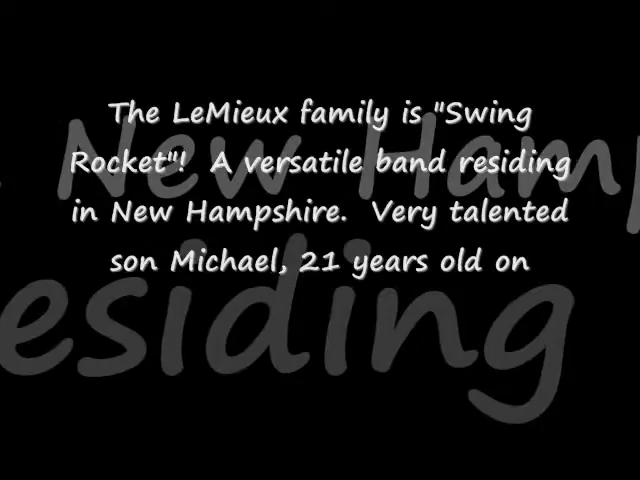 The LeMieux family is "Swing
Rocket"!  A versatile band residing
in New Hampshire.  Very talented
son Michael, 21 years old on
New Hamp
esiding